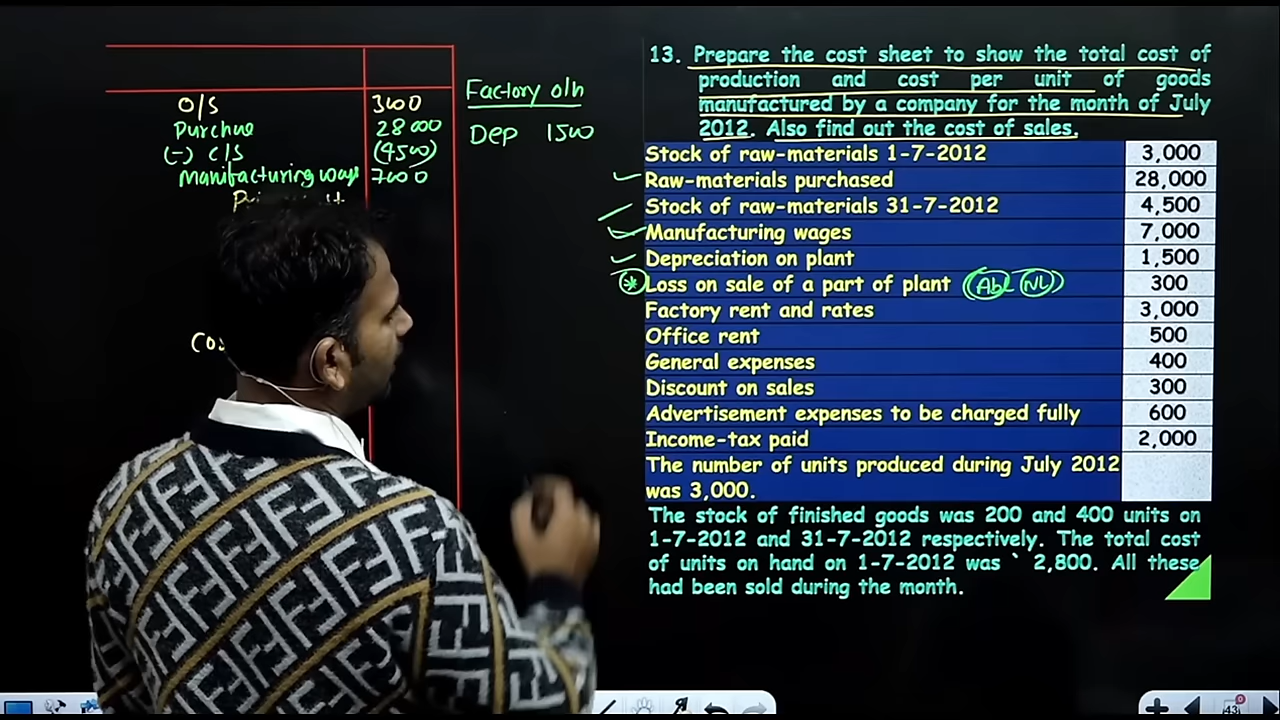 O/S 3000
Purchase 28000
(-) C/S (4500)
Manufacturing wages 7000
Factory o/h
Dep 1500
13. Prepare the cost sheet to show the total cost of
production and cost per unit of goods
manufactured by a company for the month of July
2012. Also find out the cost of sales.
Stock of raw-materials 1-7-2012 3,000
Raw-materials purchased 28,000
Stock of raw-materials 31-7-2012 4,500
Manufacturing wages 7,000
Depreciation on plant 1,500
Loss on sale of a part of plant (Ab NL) 300
Factory rent and rates 3,000
Office rent 500
General expenses 400
Discount on sales 300
Advertisement expenses to be charged fully 600
Income-tax paid 2,000
The number of units produced during July 2012
was 3,000.
The stock of finished goods was 200 and 400 units on
1-7-2012 and 31-7-2012 respectively. The total cost
of units on hand on 1-7-2012 was ` 2,800. All these
had been sold during the month.
43